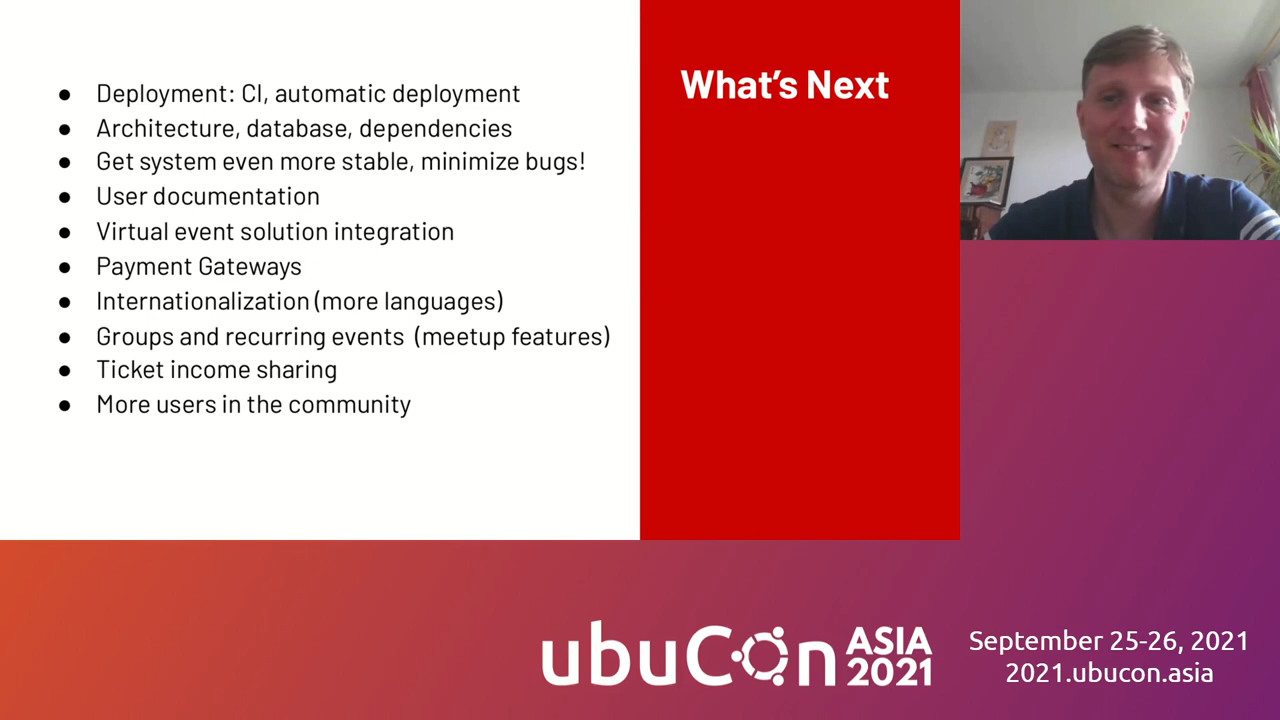 ● Deployment: CI, automatic deployment
● Architecture, database, dependencies
● Get system even more stable, minimize bugs!
● User documentation
● Virtual event solution integration
● Payment Gateways
● Internationalization (more languages)
● Groups and recurring events (meetup features)
● Ticket income sharing
● More users in the community
What's Next
ubuCon ASIA 2021
September 25-26, 2021
2021.ubucon.asia